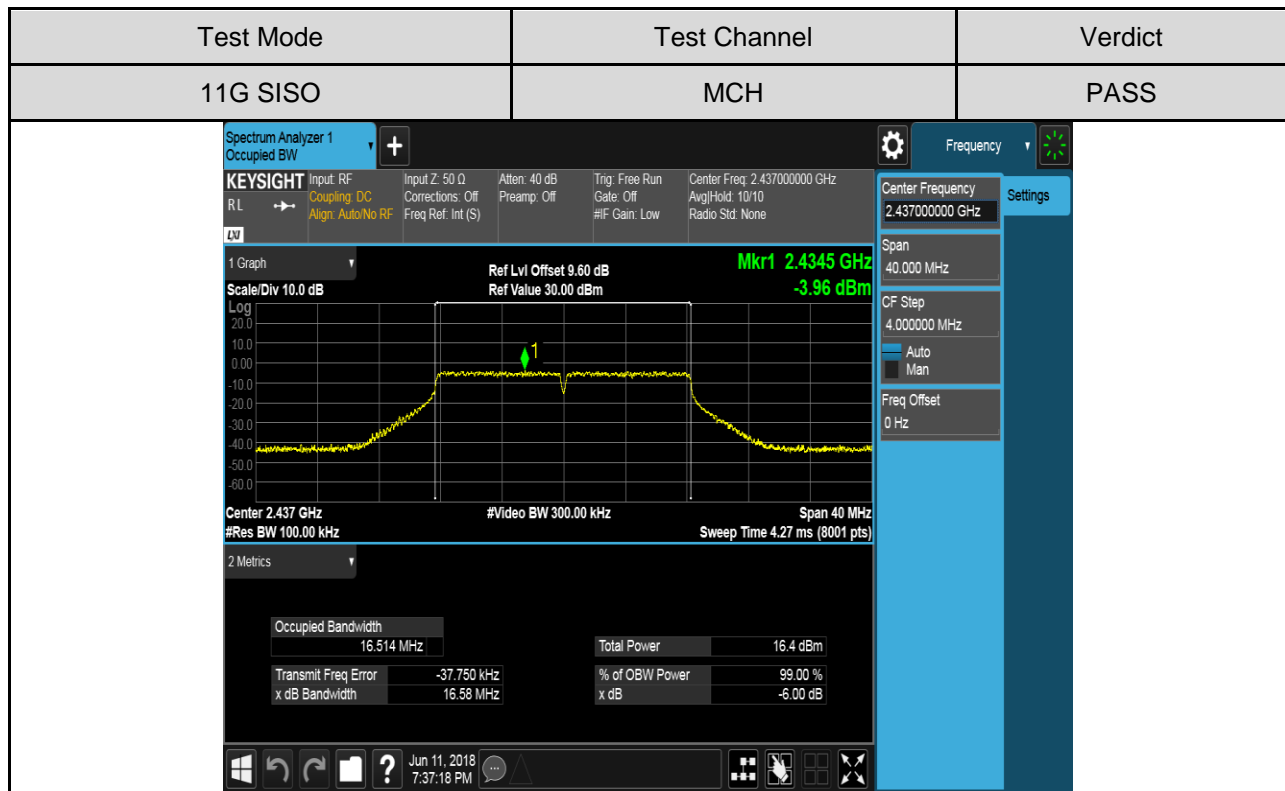 Test Mode Test Channel Verdict
11G SISO MCH PASS
Spectrum Analyzer 1
Occupied BW
Frequency
KEYSIGHT
R L
LXI
Input: RF
Coupling: DC
Align: Auto/No RF
Input Z: 50 Ω
Corrections: Off
Freq Ref: Int (S)
Atten: 40 dB
Preamp: Off
Trig: Free Run
Gate: Off
#IF Gain: Low
Center Freq: 2.437000000 GHz
Avg|Hold: 10/10
Radio Std: None
Center Frequency
2.437000000 GHz
Settings
Span
40.000 MHz
CF Step
4.000000 MHz
Auto
Man
Freq Offset
0 Hz
1 Graph
Scale/Div 10.0 dB
Ref Lvl Offset 9.60 dB
Ref Value 30.00 dBm
Mkr1 2.4345 GHz
-3.96 dBm
Log
20.0
10.0
0.00
-10.0
-20.0
-30.0
-40.0
-50.0
-60.0
1
Center 2.437 GHz #Video BW 300.00 kHz Span 40 MHz
#Res BW 100.00 kHz Sweep Time 4.27 ms (8001 pts)
2 Metrics
Occupied Bandwidth
16.514 MHz
Total Power 16.4 dBm
Transmit Freq Error -37.750 kHz % of OBW Power 99.00 %
x dB Bandwidth 16.58 MHz x dB -6.00 dB
?
Jun 11, 2018
7:37:18 PM